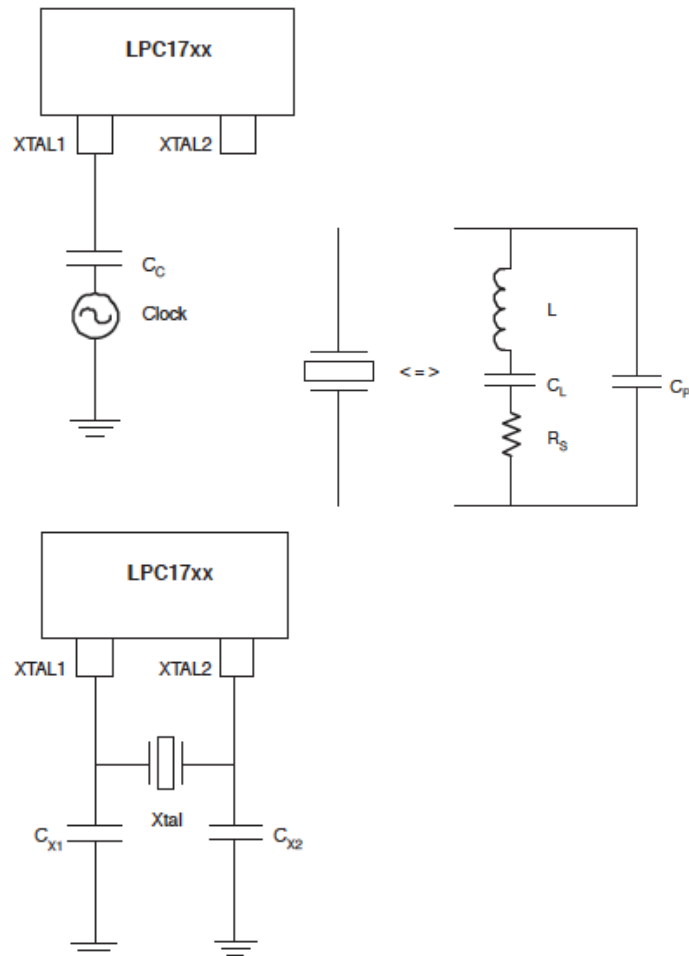 LPC17xx
XTAL1 XTAL2
C_C
Clock
L
< = >
C_L
C_P
R_S
LPC17xx
XTAL1 XTAL2
Xtal
C_X1
C_X2